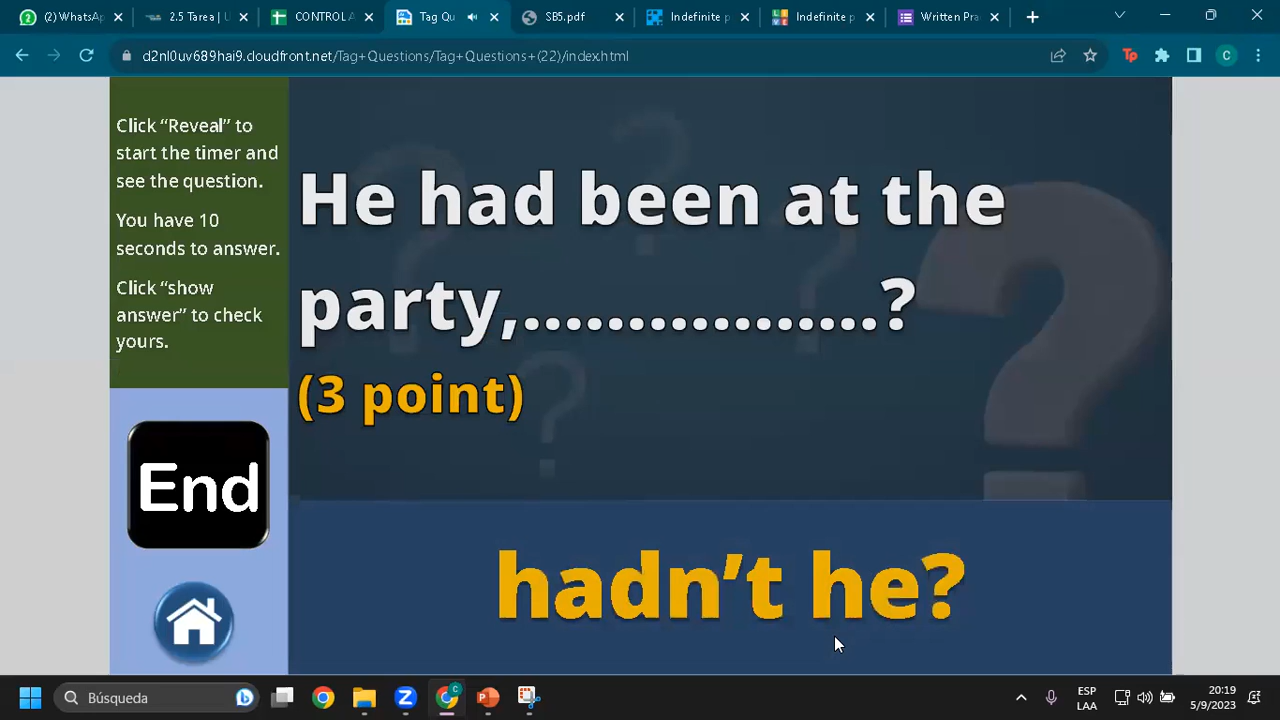 (2) WhatsAp
2.5 Tarea | U
CONTROL A
Tag Qu
SB5.pdf
Indefinite p
Indefinite p
Written Pra
d2nl0uv689hai9.cloudfront.net/Tag+Questions/Tag+Questions+(22)/index.html
Tp
C
Click “Reveal” to
start the timer and
see the question.
You have 10
seconds to answer.
Click “show
answer” to check
yours.
He had been at the
party,.................?
(3 point)
End
hadn’t he?
Búsqueda
ESP
LAA
20:19
5/9/2023